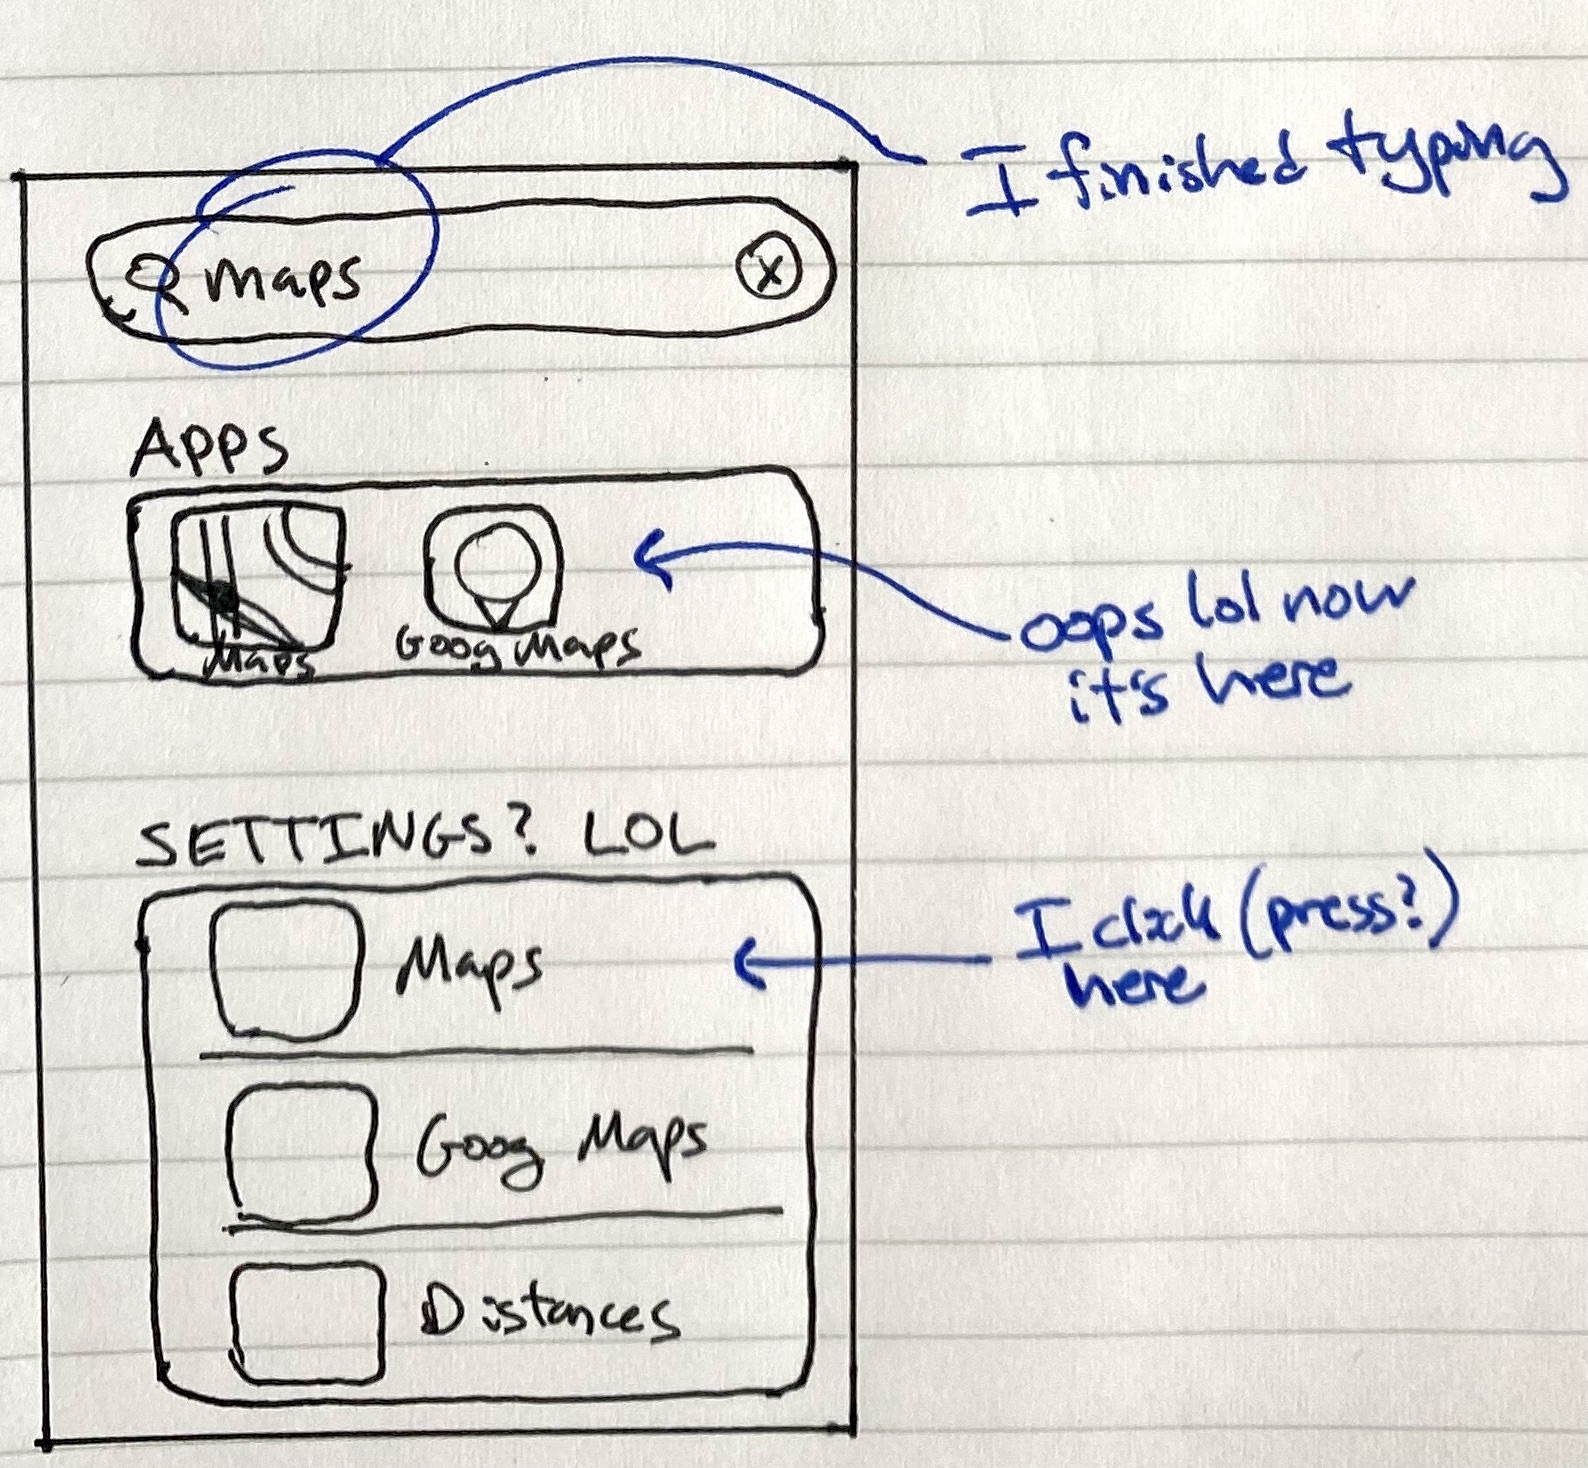 I finished typing
maps
X
APPS
Maps
Goog Maps
oops lol now
it's here
SETTINGS? LOL
Maps
I click (press?)
here
Goog Maps
Distances